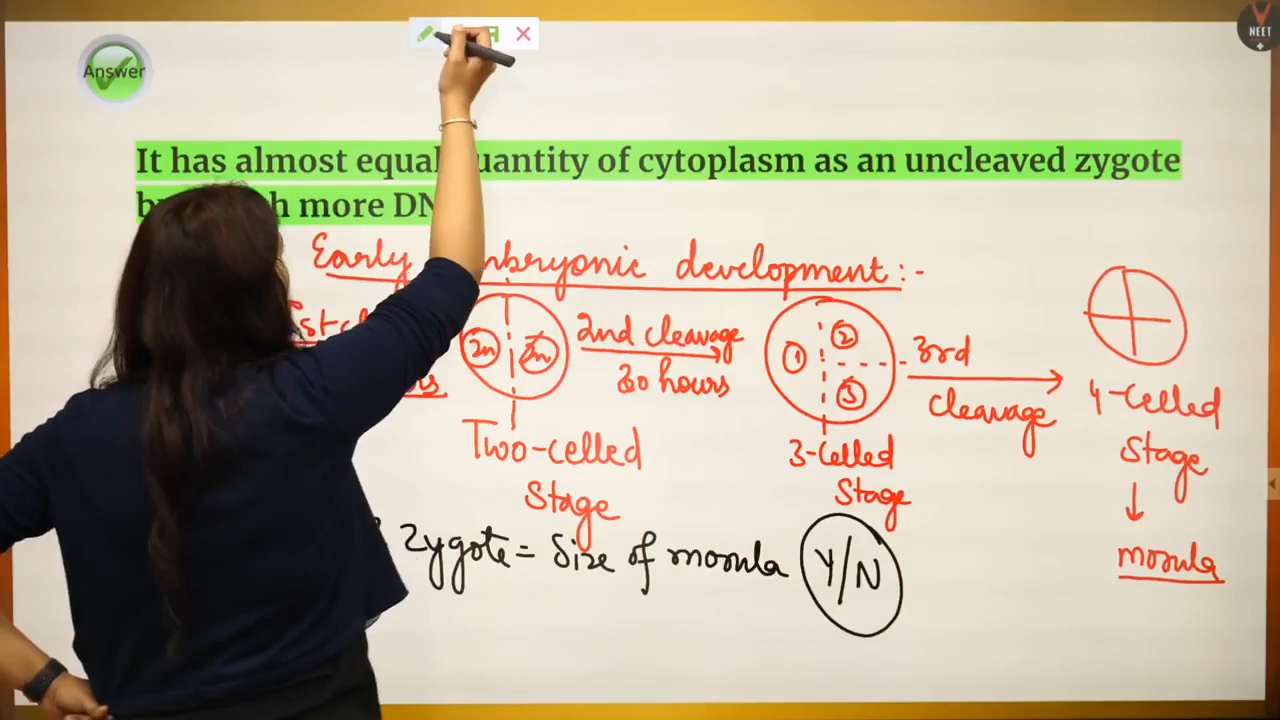 NEET
+
Answer
It has almost equal quantity of cytoplasm as an uncleaved zygote
more DN
Early embryonic development :-
2n 2n
2nd cleavage
30 hours
1 2 3
3rd
cleavage
4-celled
Stage
↓
morula
Two-celled
Stage
3-celled
Stage
Zygote = Size of morula Y/N